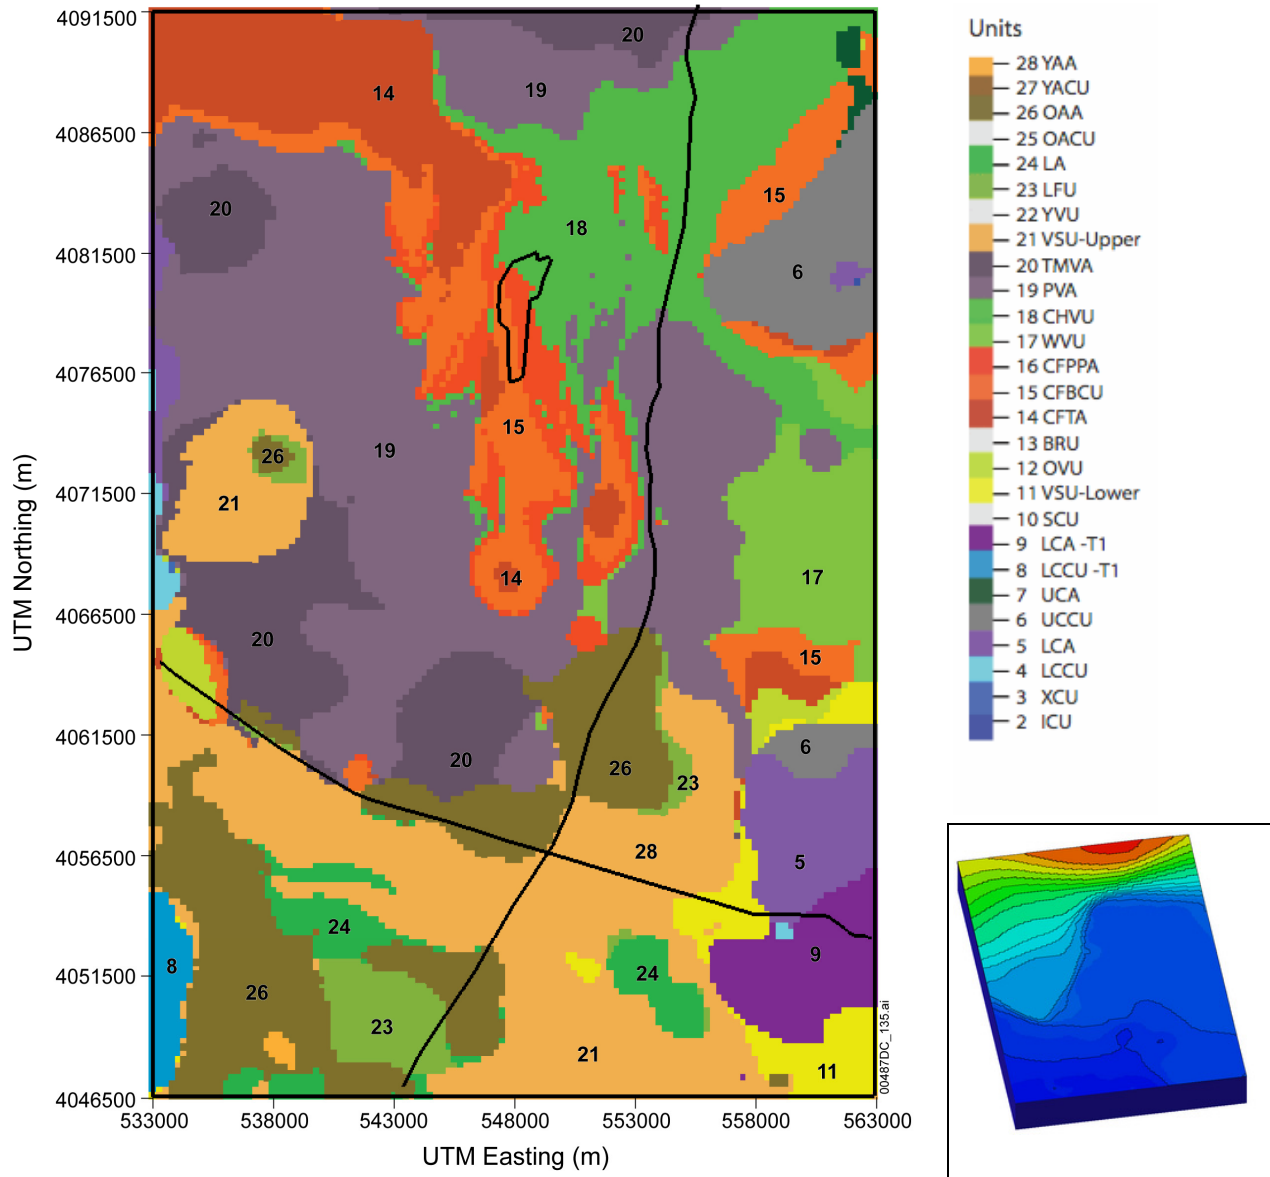 4091500
4086500
4081500
4076500
4071500
4066500
4061500
4056500
4051500
4046500
UTM Northing (m)
533000 538000 543000 548000 553000 558000 563000
UTM Easting (m)
20
14
19
20
15
18
6
19
15
26
21
14
17
20
15
20
26
23
6
28
5
24
9
8
24
26
23
21
11
00487DC_135.ai
Units
28 YAA
27 YACU
26 OAA
25 OACU
24 LA
23 LFU
22 YVU
21 VSU-Upper
20 TMVA
19 PVA
18 CHVU
17 WVU
16 CFPPA
15 CFBCU
14 CFTA
13 BRU
12 OVU
11 VSU-Lower
10 SCU
9 LCA -T1
8 LCCU -T1
7 UCA
6 UCCU
5 LCA
4 LCCU
3 XCU
2 ICU